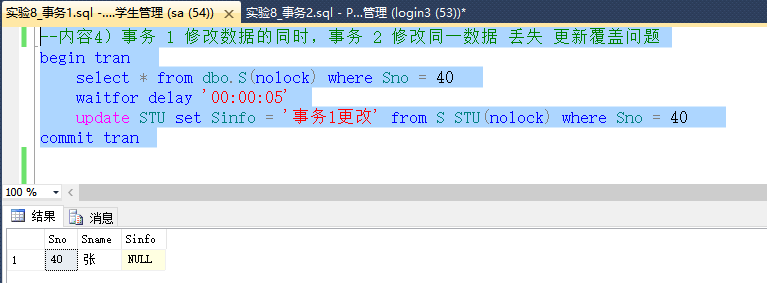 实验8_事务1.sql -....学生管理 (sa (54)) 实验8_事务2.sql - P...管理 (login3 (53))*
--内容4）事务 1 修改数据的同时，事务 2 修改同一数据 丢失 更新覆盖问题
begin tran
select * from dbo.S(nolock) where Sno = 40
waitfor delay '00:00:05'
update STU set Sinfo = '事务1更改' from S STU(nolock) where Sno = 40
commit tran
100 %
结果 消息
Sno Sname Sinfo
1 40 张 NULL